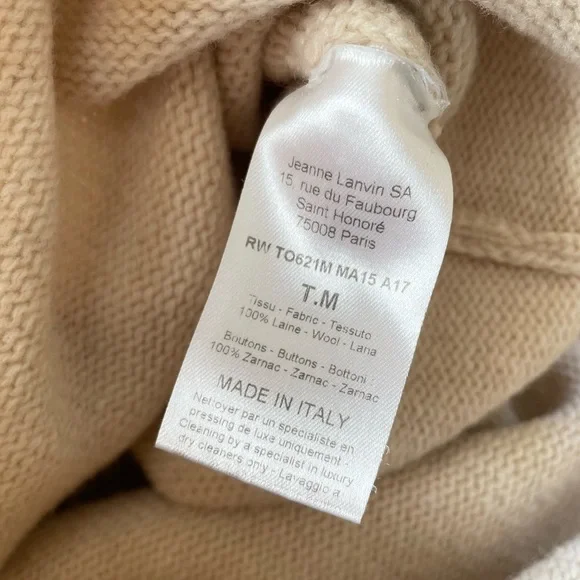 Jeanne Lanvin SA
15, rue du Faubourg
Saint Honoré
75008 Paris
RW TO621M MA15 A17
T.M
Tissu - Fabric - Tessuto
100% Laine - Wool - Lana
Boutons - Buttons - Bottoni
100% Zamac - Zamac - Zamac
MADE IN ITALY
Nettoyer par un spécialiste en
pressing de luxe uniquement -
Cleaning by a specialist in luxury
dry cleaners only - Lavaggio a